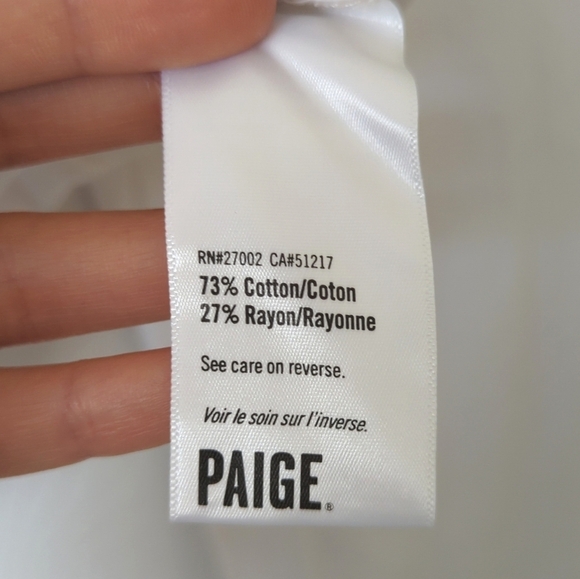 RN#27002 CA#51217
73% Cotton/Coton
27% Rayon/Rayonne
See care on reverse.
Voir le soin sur l'inverse.
PAIGE®